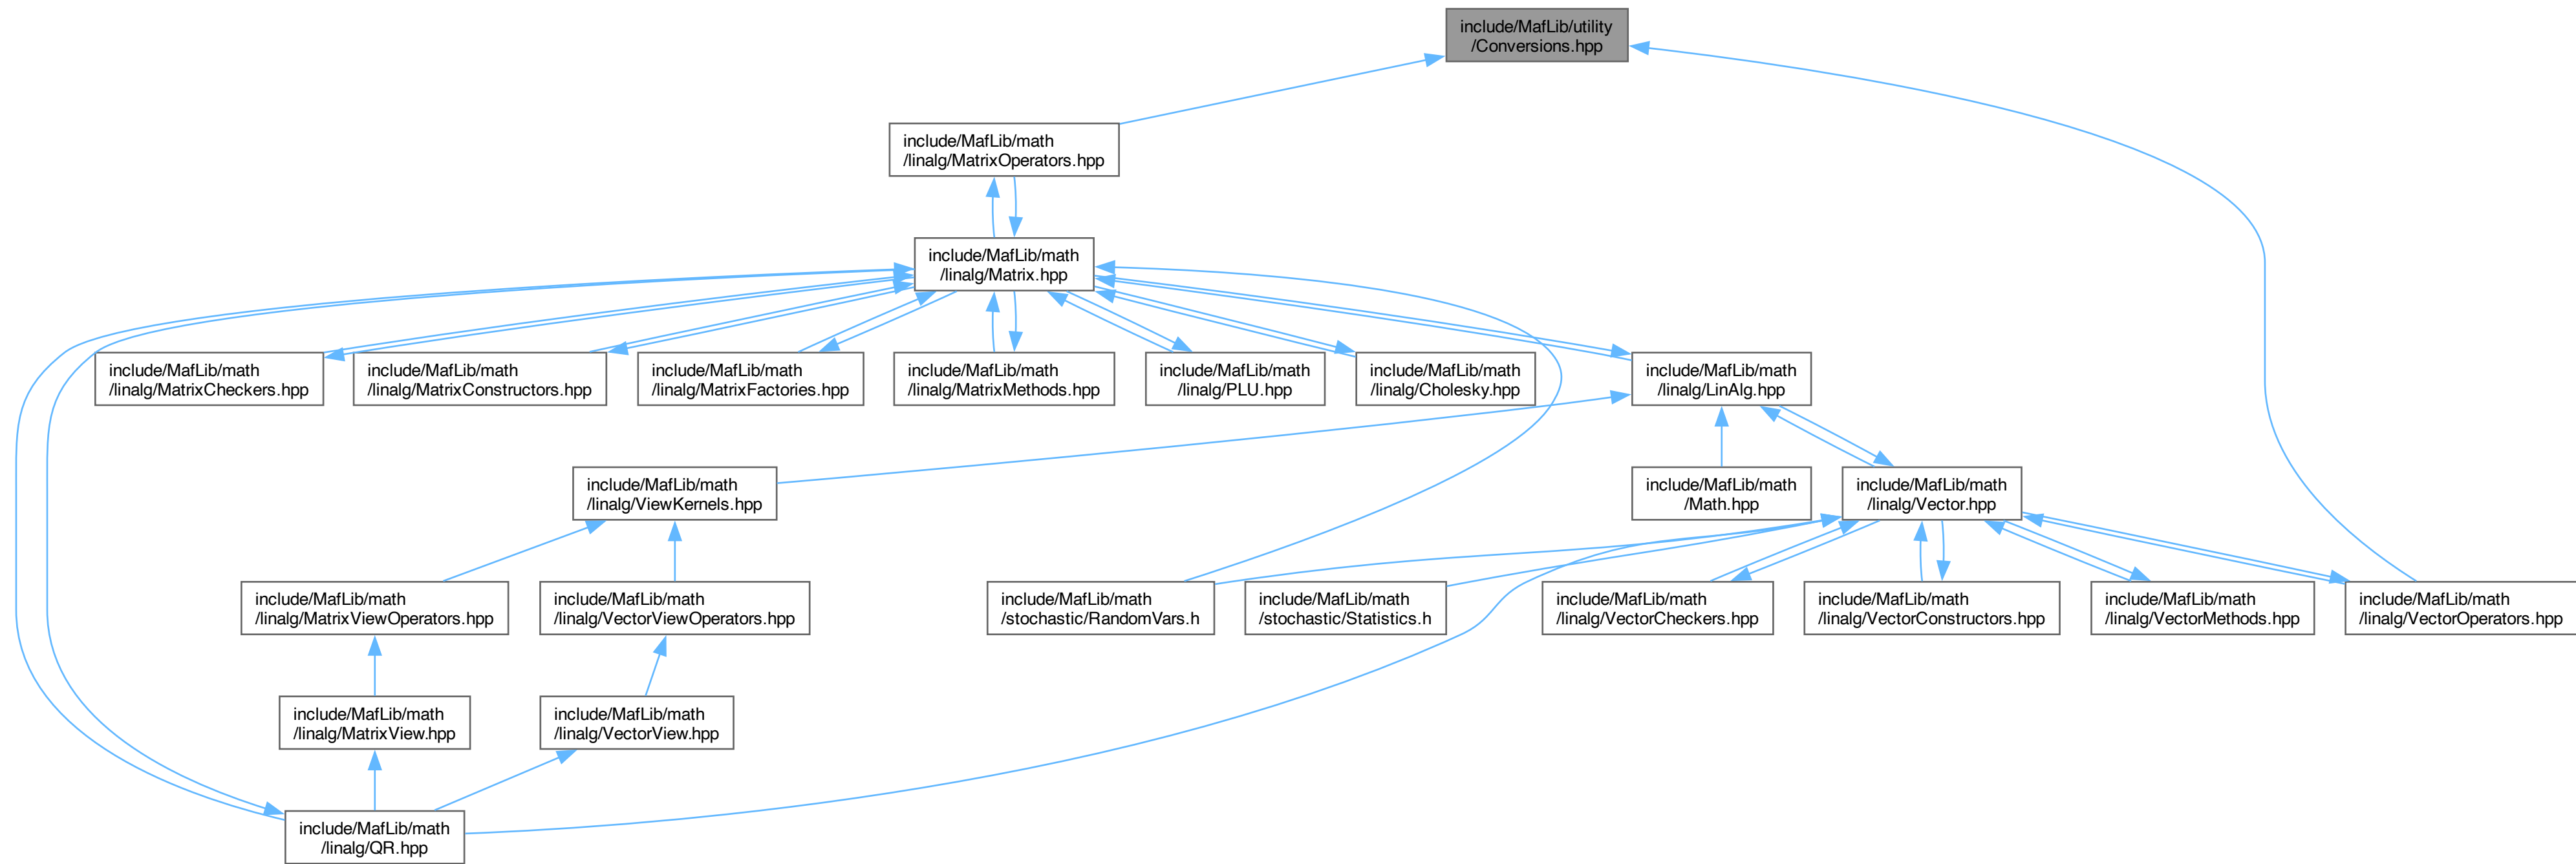 include/MafLib/utility
/Conversions.hpp
include/MafLib/math
/linalg/MatrixOperators.hpp
include/MafLib/math
/linalg/Matrix.hpp
include/MafLib/math
/linalg/MatrixCheckers.hpp
include/MafLib/math
/linalg/MatrixConstructors.hpp
include/MafLib/math
/linalg/MatrixFactories.hpp
include/MafLib/math
/linalg/MatrixMethods.hpp
include/MafLib/math
/linalg/PLU.hpp
include/MafLib/math
/linalg/Cholesky.hpp
include/MafLib/math
/linalg/LinAlg.hpp
include/MafLib/math
/linalg/ViewKernels.hpp
include/MafLib/math
/Math.hpp
include/MafLib/math
/linalg/Vector.hpp
include/MafLib/math
/linalg/MatrixViewOperators.hpp
include/MafLib/math
/linalg/VectorViewOperators.hpp
include/MafLib/math
/stochastic/RandomVars.h
include/MafLib/math
/stochastic/Statistics.h
include/MafLib/math
/linalg/VectorCheckers.hpp
include/MafLib/math
/linalg/VectorConstructors.hpp
include/MafLib/math
/linalg/VectorMethods.hpp
include/MafLib/math
/linalg/VectorOperators.hpp
include/MafLib/math
/linalg/MatrixView.hpp
include/MafLib/math
/linalg/VectorView.hpp
include/MafLib/math
/linalg/QR.hpp